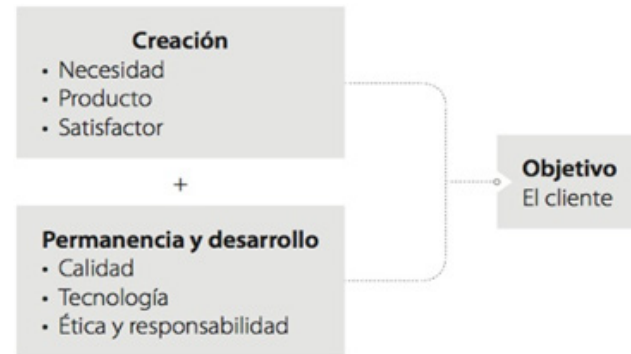 Creación
• Necesidad
• Producto
• Satisfactor
+
Permanencia y desarrollo
• Calidad
• Tecnología
• Ética y responsabilidad
Objetivo
El cliente